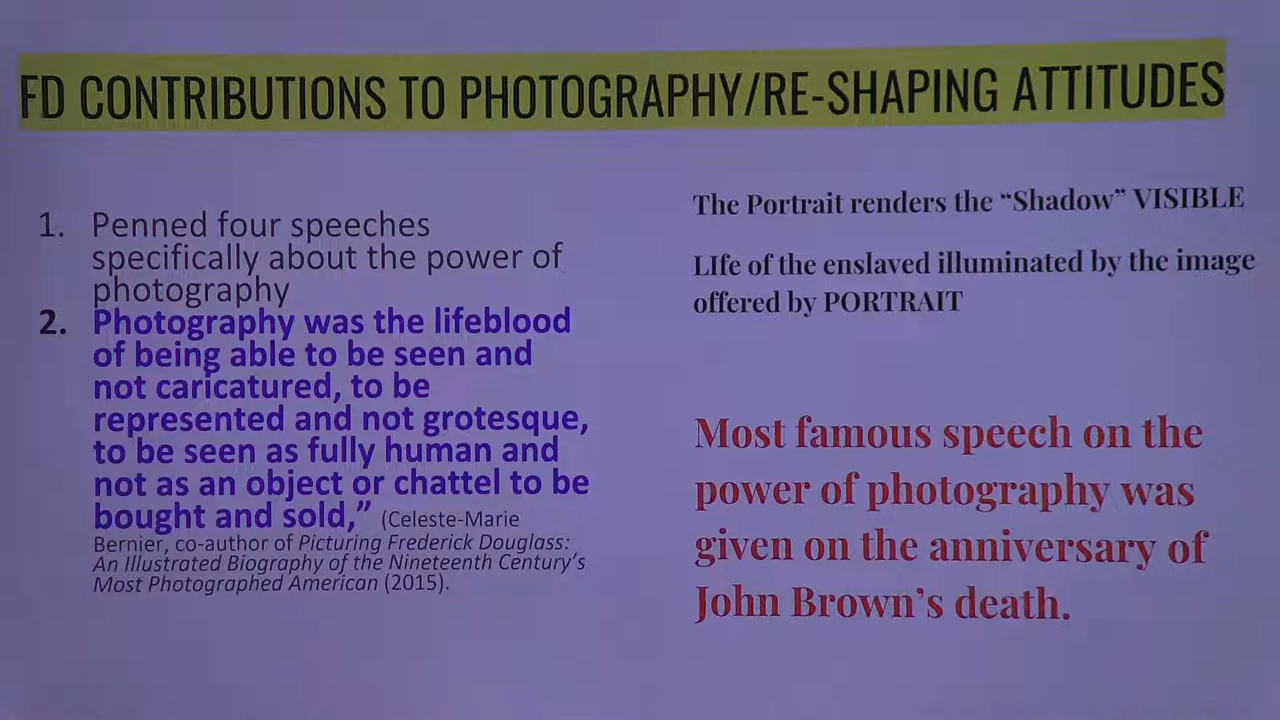 FD CONTRIBUTIONS TO PHOTOGRAPHY/RE-SHAPING ATTITUDES
1. Penned four speeches
specifically about the power of
photography
2. Photography was the lifeblood
of being able to be seen and
not caricatured, to be
represented and not grotesque,
to be seen as fully human and
not as an object or chattel to be
bought and sold,” (Celeste-Marie
Bernier, co-author of Picturing Frederick Douglass:
An Illustrated Biography of the Nineteenth Century’s
Most Photographed American (2015).
The Portrait renders the “Shadow” VISIBLE
LIfe of the enslaved illuminated by the image
offered by PORTRAIT
Most famous speech on the
power of photography was
given on the anniversary of
John Brown’s death.